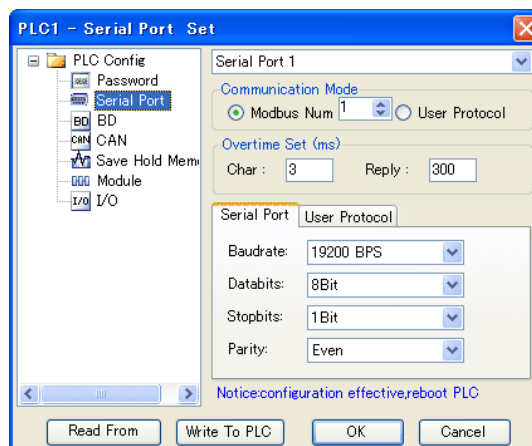 PLC1 - Serial Port Set
PLC Config
Password
Serial Port
BD BD
CAN CAN
Save Hold Mem
Module
I/O I/O
Serial Port 1
Communication Mode
Modbus Num 1 User Protocol
Overtime Set (ms)
Char : 3 Reply : 300
Serial Port User Protocol
Baudrate: 19200 BPS
Databits: 8Bit
Stopbits: 1Bit
Parity: Even
Notice:configuration effective,reboot PLC
Read From Write To PLC OK Cancel